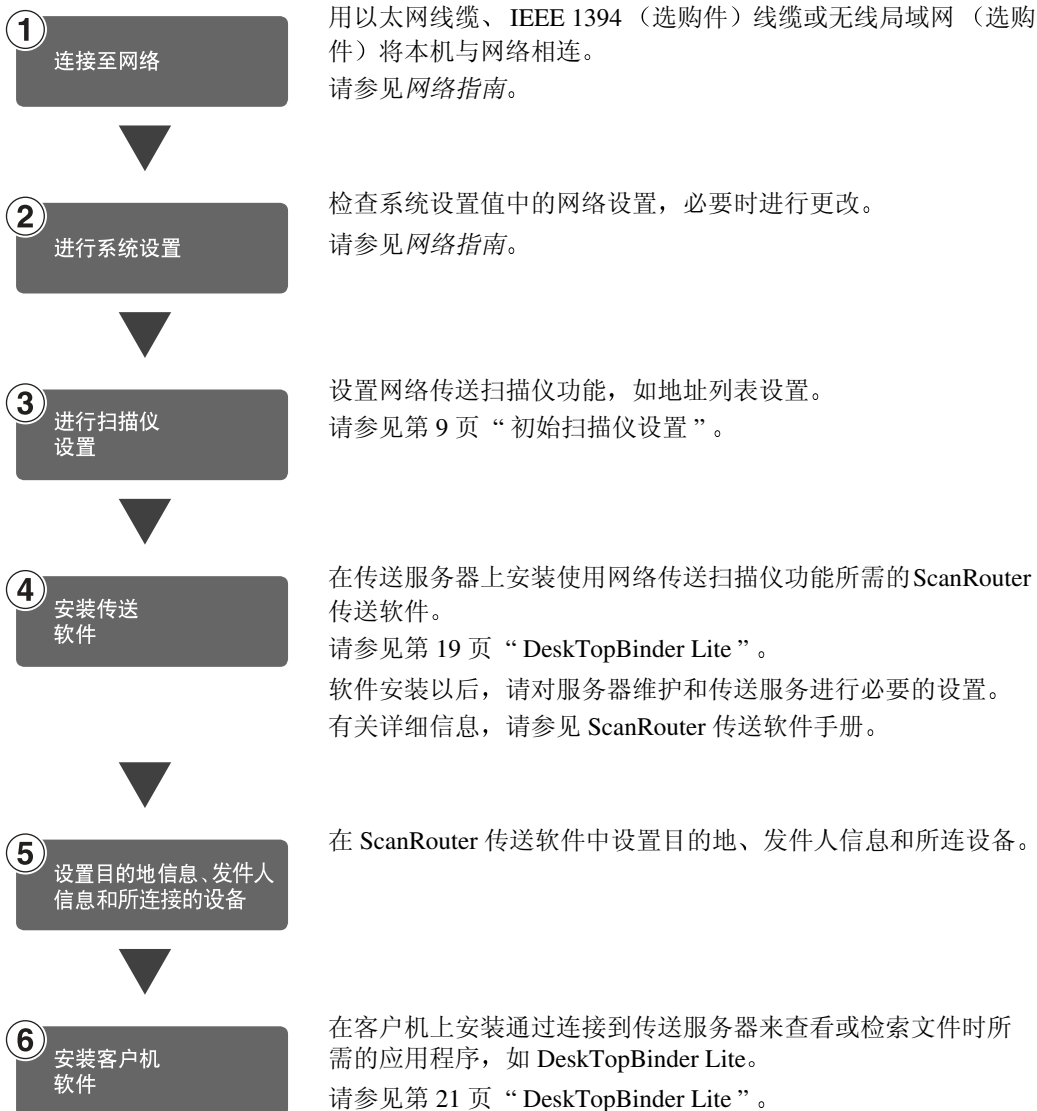 ① 连接至网络
用以太网线缆、 IEEE 1394 （选购件）线缆或无线局域网 （选购
件）将本机与网络相连。
请参见网络指南。
② 进行系统设置
检查系统设置值中的网络设置，必要时进行更改。
请参见网络指南。
③ 进行扫描仪
设置
设置网络传送扫描仪功能，如地址列表设置。
请参见第 9 页 “ 初始扫描仪设置 ” 。
④ 安装传送
软件
在传送服务器上安装使用网络传送扫描仪功能所需的ScanRouter
传送软件。
请参见第 19 页 “ DeskTopBinder Lite ” 。
软件安装以后，请对服务器维护和传送服务进行必要的设置。
有关详细信息，请参见 ScanRouter 传送软件手册。
⑤ 设置目的地信息、发件人
信息和所连接的设备
在 ScanRouter 传送软件中设置目的地、发件人信息和所连设备。
⑥ 安装客户机
软件
在客户机上安装通过连接到传送服务器来查看或检索文件时所
需的应用程序，如 DeskTopBinder Lite。
请参见第 21 页 “ DeskTopBinder Lite ” 。